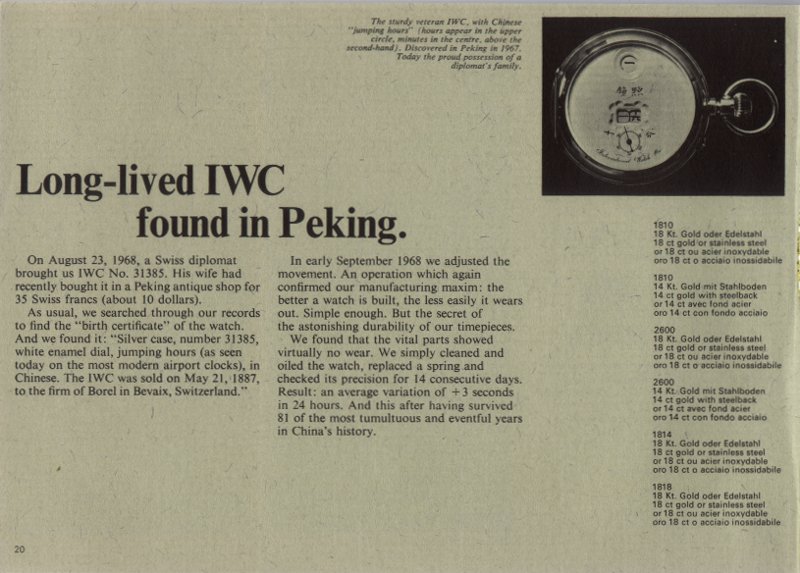 The sturdy veteran IWC, with Chinese
"jumping hours" (hours appear in the upper
circle, minutes in the centre, above the
second-hand). Discovered in Peking in 1967.
Today the proud possession of a
diplomat's family.
International Watch Co.
Long-lived IWC
found in Peking.
On August 23, 1968, a Swiss diplomat
brought us IWC No. 31385. His wife had
recently bought it in a Peking antique shop for
35 Swiss francs (about 10 dollars).
As usual, we searched through our records
to find the "birth certificate" of the watch.
And we found it: "Silver case, number 31385,
white enamel dial, jumping hours (as seen
today on the most modern airport clocks), in
Chinese. The IWC was sold on May 21, 1887,
to the firm of Borel in Bevaix, Switzerland."
In early September 1968 we adjusted the
movement. An operation which again
confirmed our manufacturing maxim: the
better a watch is built, the less easily it wears
out. Simple enough. But the secret of
the astonishing durability of our timepieces.
We found that the vital parts showed
virtually no wear. We simply cleaned and
oiled the watch, replaced a spring and
checked its precision for 14 consecutive days.
Result: an average variation of +3 seconds
in 24 hours. And this after having survived
81 of the most tumultuous and eventful years
in China's history.
1810
18 Kt. Gold oder Edelstahl
18 ct gold or stainless steel
or 18 ct ou acier inoxydable
oro 18 ct o acciaio inossidabile
1810
14 Kt. Gold mit Stahlboden
14 ct gold with steelback
or 14 ct avec fond acier
oro 14 ct con fondo acciaio
2600
18 Kt. Gold oder Edelstahl
18 ct gold or stainless steel
or 18 ct ou acier inoxydable
oro 18 ct o acciaio inossidabile
2600
14 Kt. Gold mit Stahlboden
14 ct gold with steelback
or 14 ct avec fond acier
oro 14 ct con fondo acciaio
1814
18 Kt. Gold oder Edelstahl
18 ct gold or stainless steel
or 18 ct ou acier inoxydable
oro 18 ct o acciaio inossidabile
1818
18 Kt. Gold oder Edelstahl
18 ct gold or stainless steel
or 18 ct ou acier inoxydable
oro 18 ct o acciaio inossidabile
20